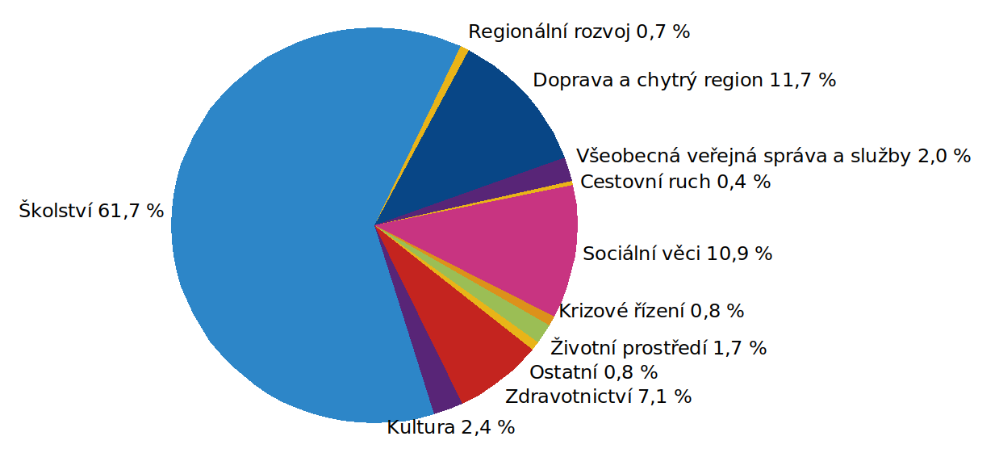 Regionální rozvoj 0,7 %
Doprava a chytrý region 11,7 %
Všeobecná veřejná správa a služby 2,0 %
Cestovní ruch 0,4 %
Školství 61,7 %
Sociální věci 10,9 %
Krizové řízení 0,8 %
Životní prostředí 1,7 %
Ostatní 0,8 %
Zdravotnictví 7,1 %
Kultura 2,4 %